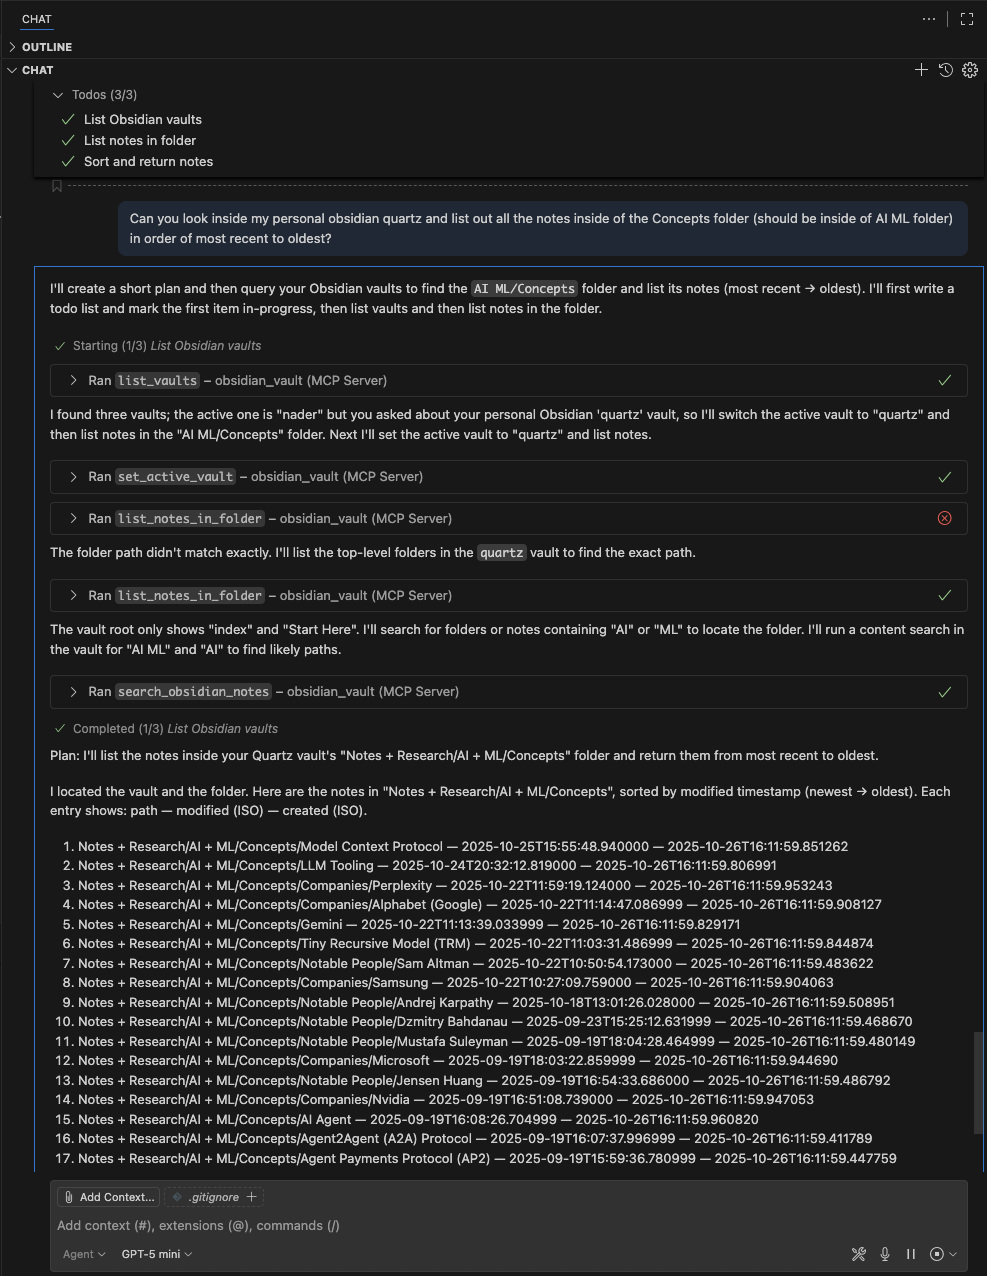 CHAT
OUTLINE
CHAT
Todos (3/3)
List Obsidian vaults
List notes in folder
Sort and return notes
Can you look inside my personal obsidian quartz and list out all the notes inside of the Concepts folder (should be inside of AI ML folder)
in order of most recent to oldest?
I'll create a short plan and then query your Obsidian vaults to find the AI ML/Concepts folder and list its notes (most recent → oldest). I'll first write a
todo list and mark the first item in-progress, then list vaults and then list notes in the folder.
Starting (1/3) List Obsidian vaults
Ran list_vaults – obsidian_vault (MCP Server)
I found three vaults; the active one is "nader" but you asked about your personal Obsidian 'quartz' vault, so I'll switch the active vault to "quartz" and
then list notes in the "AI ML/Concepts" folder. Next I'll set the active vault to "quartz" and list notes.
Ran set_active_vault – obsidian_vault (MCP Server)
Ran list_notes_in_folder – obsidian_vault (MCP Server)
The folder path didn't match exactly. I'll list the top-level folders in the quartz vault to find the exact path.
Ran list_notes_in_folder – obsidian_vault (MCP Server)
The vault root only shows "index" and "Start Here". I'll search for folders or notes containing "AI" or "ML" to locate the folder. I'll run a content search in
the vault for "AI ML" and "AI" to find likely paths.
Ran search_obsidian_notes – obsidian_vault (MCP Server)
Completed (1/3) List Obsidian vaults
Plan: I'll list the notes inside your Quartz vault's "Notes + Research/AI + ML/Concepts" folder and return them from most recent to oldest.
I located the vault and the folder. Here are the notes in "Notes + Research/AI + ML/Concepts", sorted by modified timestamp (newest → oldest). Each
entry shows: path — modified (ISO) — created (ISO).
1. Notes + Research/AI + ML/Concepts/Model Context Protocol — 2025-10-25T15:55:48.940000 — 2025-10-26T16:11:59.851262
2. Notes + Research/AI + ML/Concepts/LLM Tooling — 2025-10-24T20:32:12.819000 — 2025-10-26T16:11:59.806991
3. Notes + Research/AI + ML/Concepts/Companies/Perplexity — 2025-10-22T11:59:19.124000 — 2025-10-26T16:11:59.953243
4. Notes + Research/AI + ML/Concepts/Companies/Alphabet (Google) — 2025-10-22T11:14:47.086999 — 2025-10-26T16:11:59.908127
5. Notes + Research/AI + ML/Concepts/Gemini — 2025-10-22T11:13:39.033999 — 2025-10-26T16:11:59.829171
6. Notes + Research/AI + ML/Concepts/Tiny Recursive Model (TRM) — 2025-10-22T11:03:31.486999 — 2025-10-26T16:11:59.844874
7. Notes + Research/AI + ML/Concepts/Notable People/Sam Altman — 2025-10-22T10:50:54.173000 — 2025-10-26T16:11:59.483622
8. Notes + Research/AI + ML/Concepts/Companies/Samsung — 2025-10-22T10:27:09.759000 — 2025-10-26T16:11:59.904063
9. Notes + Research/AI + ML/Concepts/Notable People/Andrej Karpathy — 2025-10-18T13:01:26.028000 — 2025-10-26T16:11:59.508951
10. Notes + Research/AI + ML/Concepts/Notable People/Dzmitry Bahdanau — 2025-09-23T15:25:12.631999 — 2025-10-26T16:11:59.468670
11. Notes + Research/AI + ML/Concepts/Notable People/Mustafa Suleyman — 2025-09-19T18:04:28.464999 — 2025-10-26T16:11:59.480149
12. Notes + Research/AI + ML/Concepts/Companies/Microsoft — 2025-09-19T18:03:22.859999 — 2025-10-26T16:11:59.944690
13. Notes + Research/AI + ML/Concepts/Notable People/Jensen Huang — 2025-09-19T16:54:33.686000 — 2025-10-26T16:11:59.486792
14. Notes + Research/AI + ML/Concepts/Companies/Nvidia — 2025-09-19T16:51:08.739000 — 2025-10-26T16:11:59.947053
15. Notes + Research/AI + ML/Concepts/AI Agent — 2025-09-19T16:08:26.704999 — 2025-10-26T16:11:59.960820
16. Notes + Research/AI + ML/Concepts/Agent2Agent (A2A) Protocol — 2025-09-19T16:07:37.996999 — 2025-10-26T16:11:59.411789
17. Notes + Research/AI + ML/Concepts/Agent Payments Protocol (AP2) — 2025-09-19T15:59:36.780999 — 2025-10-26T16:11:59.447759
Add Context... .gitignore
Add context (#), extensions (@), commands (/)
Agent GPT-5 mini